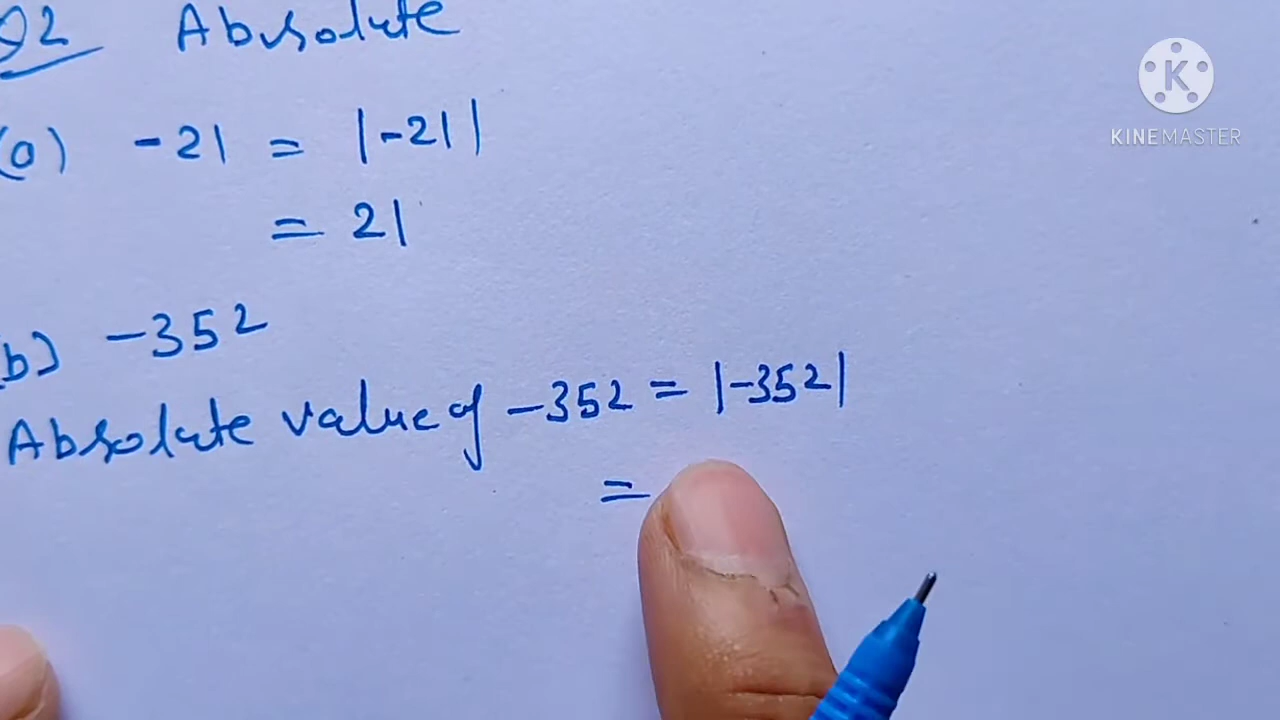 Q2 Absolute
(a) -21 = |-21|
= 21
(b) -352
Absolute value of -352 = |-352|
=
KINEMASTER